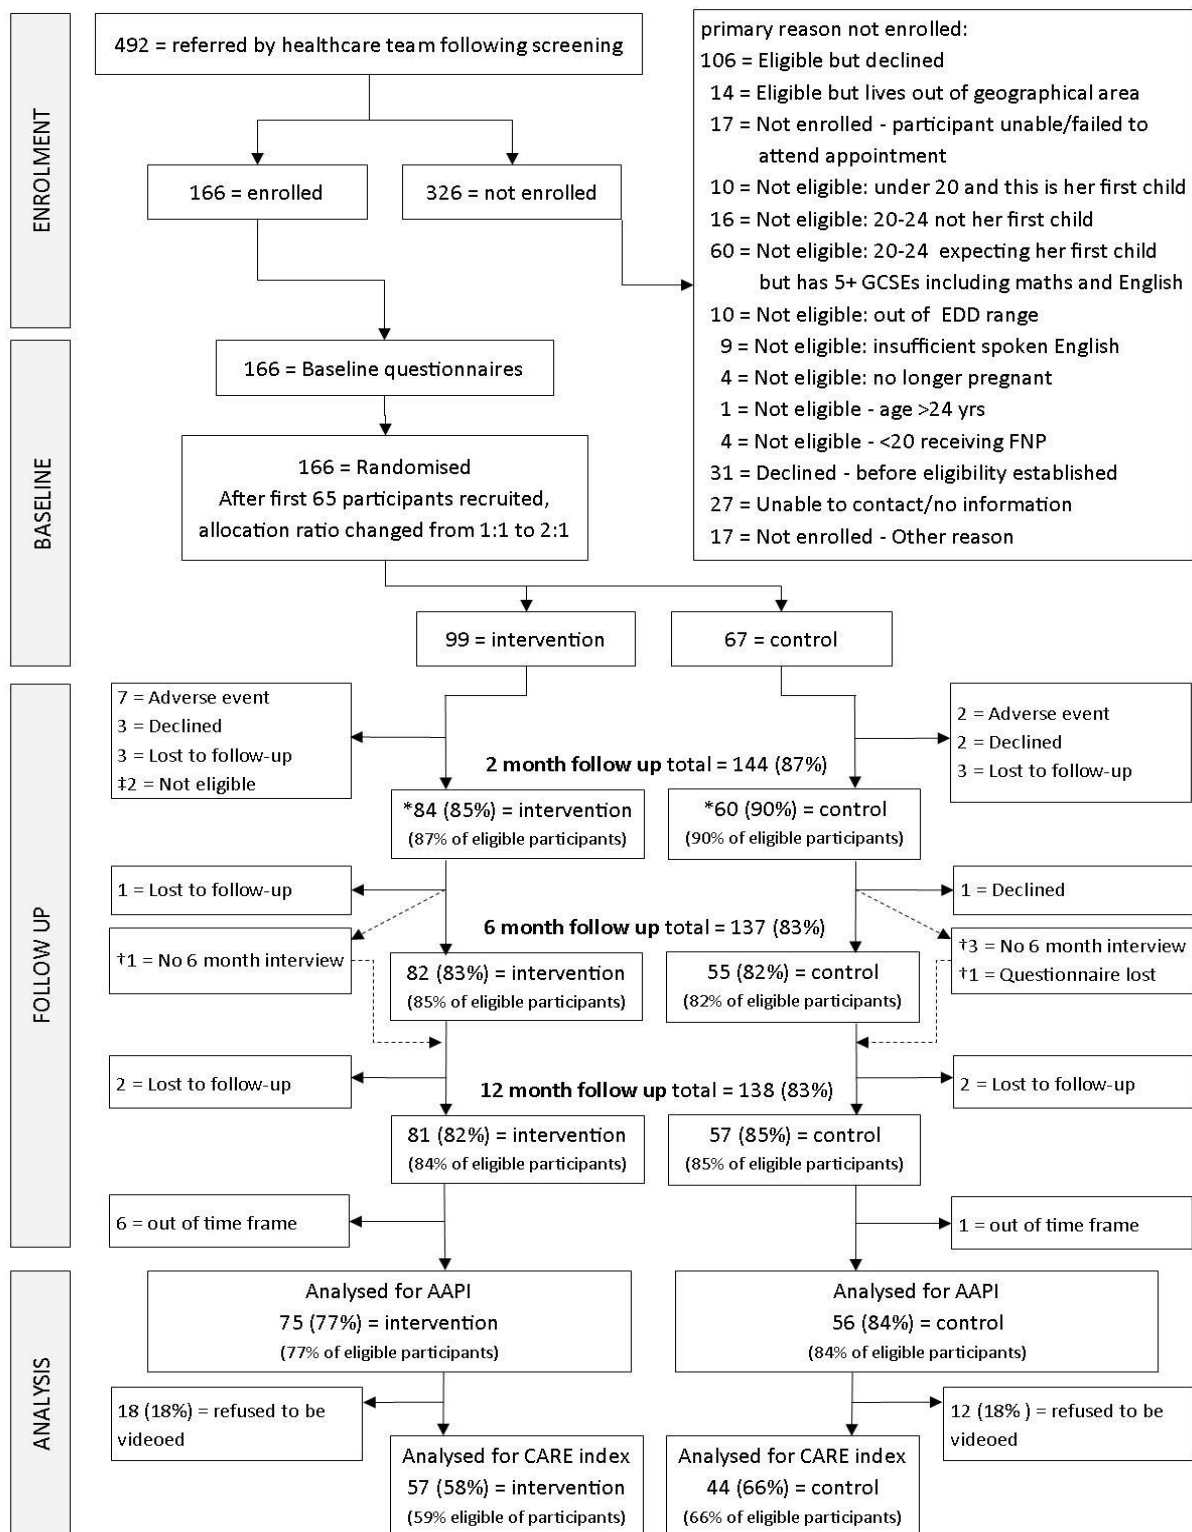 ENROLMENT
492 = referred by healthcare team following screening
166 = enrolled
326 = not enrolled
primary reason not enrolled:
106 = Eligible but declined
14 = Eligible but lives out of geographical area
17 = Not enrolled - participant unable/failed to
attend appointment
10 = Not eligible: under 20 and this is her first child
16 = Not eligible: 20-24 not her first child
60 = Not eligible: 20-24 expecting her first child
but has 5+ GCSEs including maths and English
10 = Not eligible: out of EDD range
9 = Not eligible: insufficient spoken English
4 = Not eligible: no longer pregnant
1 = Not eligible - age >24 yrs
4 = Not eligible - <20 receiving FNP
31 = Declined - before eligibility established
27 = Unable to contact/no information
17 = Not enrolled - Other reason
BASELINE
166 = Baseline questionnaires
166 = Randomised
After first 65 participants recruited,
allocation ratio changed from 1:1 to 2:1
99 = intervention
67 = control
FOLLOW UP
7 = Adverse event
3 = Declined
3 = Lost to follow-up
‡2 = Not eligible
2 = Adverse event
2 = Declined
3 = Lost to follow-up
2 month follow up total = 144 (87%)
*84 (85%) = intervention
(87% of eligible participants)
*60 (90%) = control
(90% of eligible participants)
1 = Lost to follow-up
1 = Declined
6 month follow up total = 137 (83%)
†1 = No 6 month interview
†3 = No 6 month interview
†1 = Questionnaire lost
82 (83%) = intervention
(85% of eligible participants)
55 (82%) = control
(82% of eligible participants)
2 = Lost to follow-up
2 = Lost to follow-up
12 month follow up total = 138 (83%)
81 (82%) = intervention
(84% of eligible participants)
57 (85%) = control
(85% of eligible participants)
6 = out of time frame
1 = out of time frame
ANALYSIS
Analysed for AAPI
75 (77%) = intervention
(77% of eligible participants)
Analysed for AAPI
56 (84%) = control
(84% of eligible participants)
18 (18%) = refused to be
videoed
12 (18% ) = refused to be
videoed
Analysed for CARE index
57 (58%) = intervention
(59% eligible of participants)
Analysed for CARE index
44 (66%) = control
(66% of eligible participants)